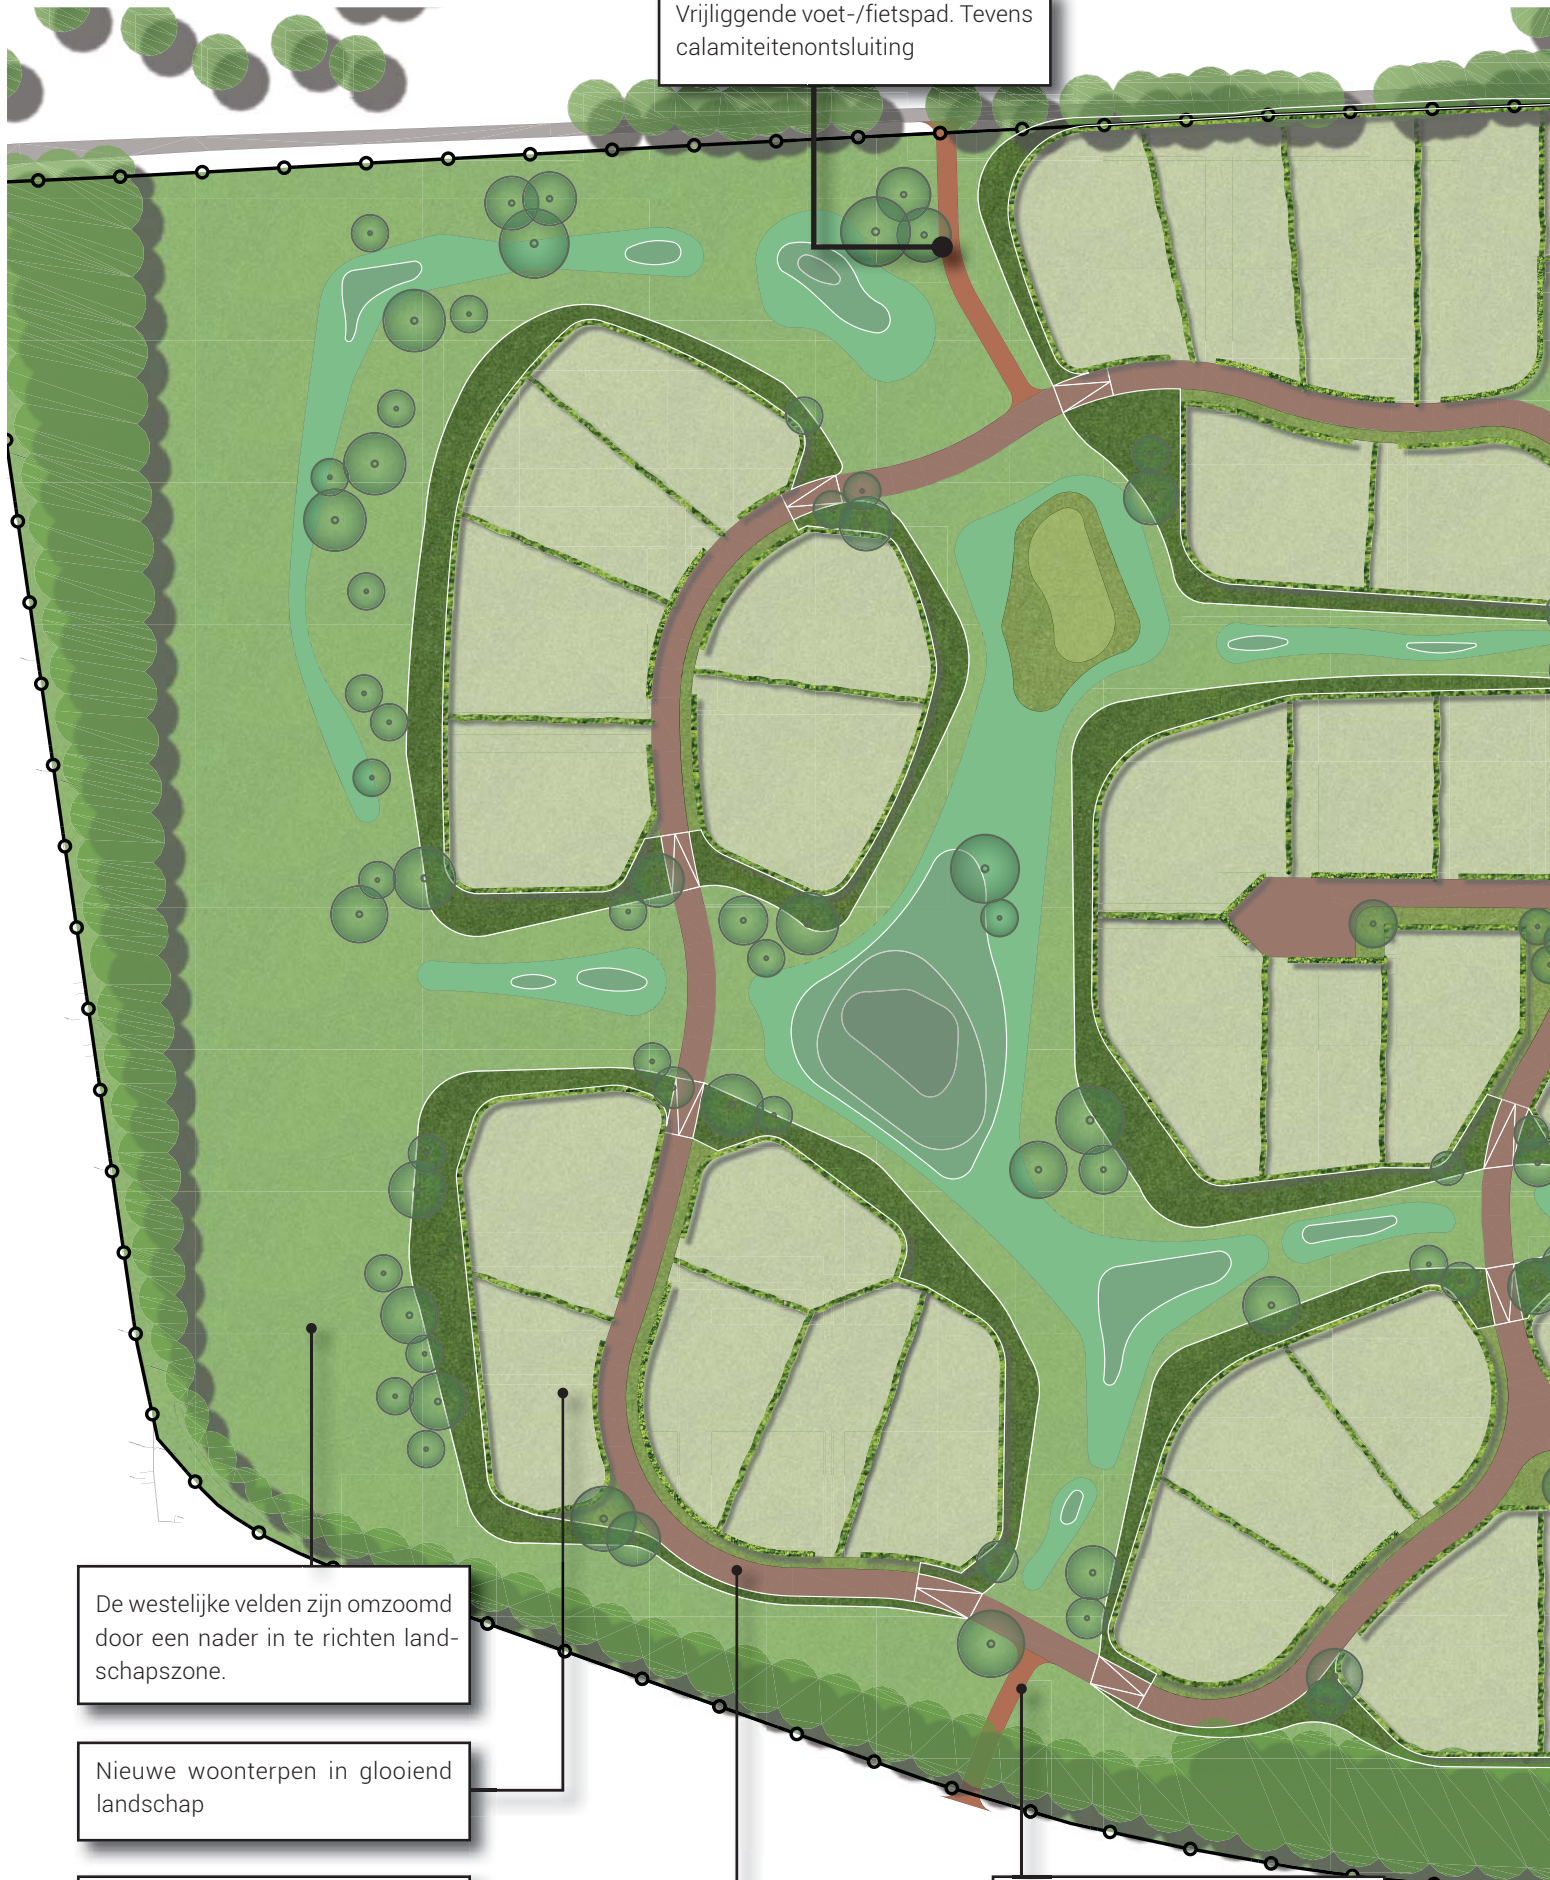 Vrijliggende voet-/fietspad. Tevens
calamiteitenontsluiting
De westelijke velden zijn omzoomd
door een nader in te richten land-
schapszone.
Nieuwe woonterpen in glooiend
landschap